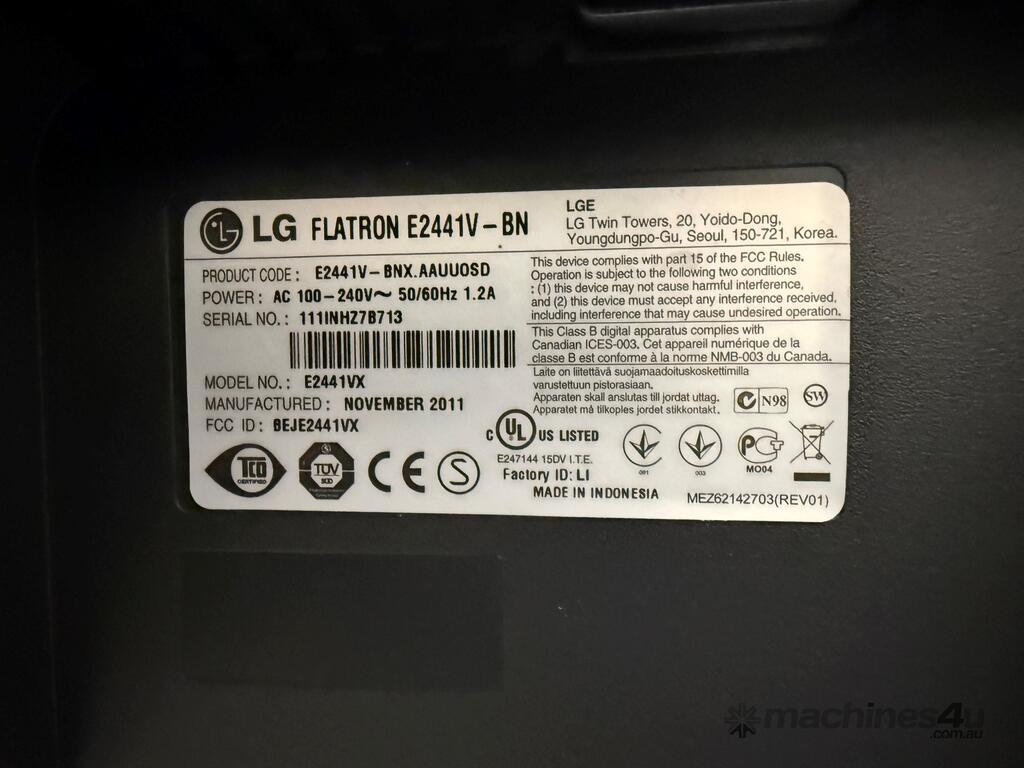 LG FLATRON E2441V-BN
LGE
LG Twin Towers, 20, Yoido-Dong,
Youngdungpo-Gu, Seoul, 150-721, Korea.
PRODUCT CODE : E2441V-BNX.AAUUOSD
POWER : AC 100-240V~ 50/60Hz 1.2A
SERIAL NO. : 111INHZ7B713
MODEL NO. : E2441VX
MANUFACTURED : NOVEMBER 2011
FCC ID : BEJE2441VX
This device complies with part 15 of the FCC Rules.
Operation is subject to the following two conditions
: (1) this device may not cause harmful interference,
and (2) this device must accept any interference received,
including interference that may cause undesired operation.
This Class B digital apparatus complies with
Canadian ICES-003. Cet appareil numérique de la
classe B est conforme à la norme NMB-003 du Canada.
Laite on liitettävä suojamaadoituskoskettimilla
varustettuun pistorasiaan.
Apparaten skall anslutas till jordat uttag.
Apparatet må tilkoples jordet stikkontakt.
N98
SW
TCO
CERTIFIED
TÜV
CE
S
C UL US LISTED
E247144 15DV I.T.E.
Factory ID: LI
MADE IN INDONESIA
001
003
MO04
MEZ62142703(REV01)
machines4u
.com.au